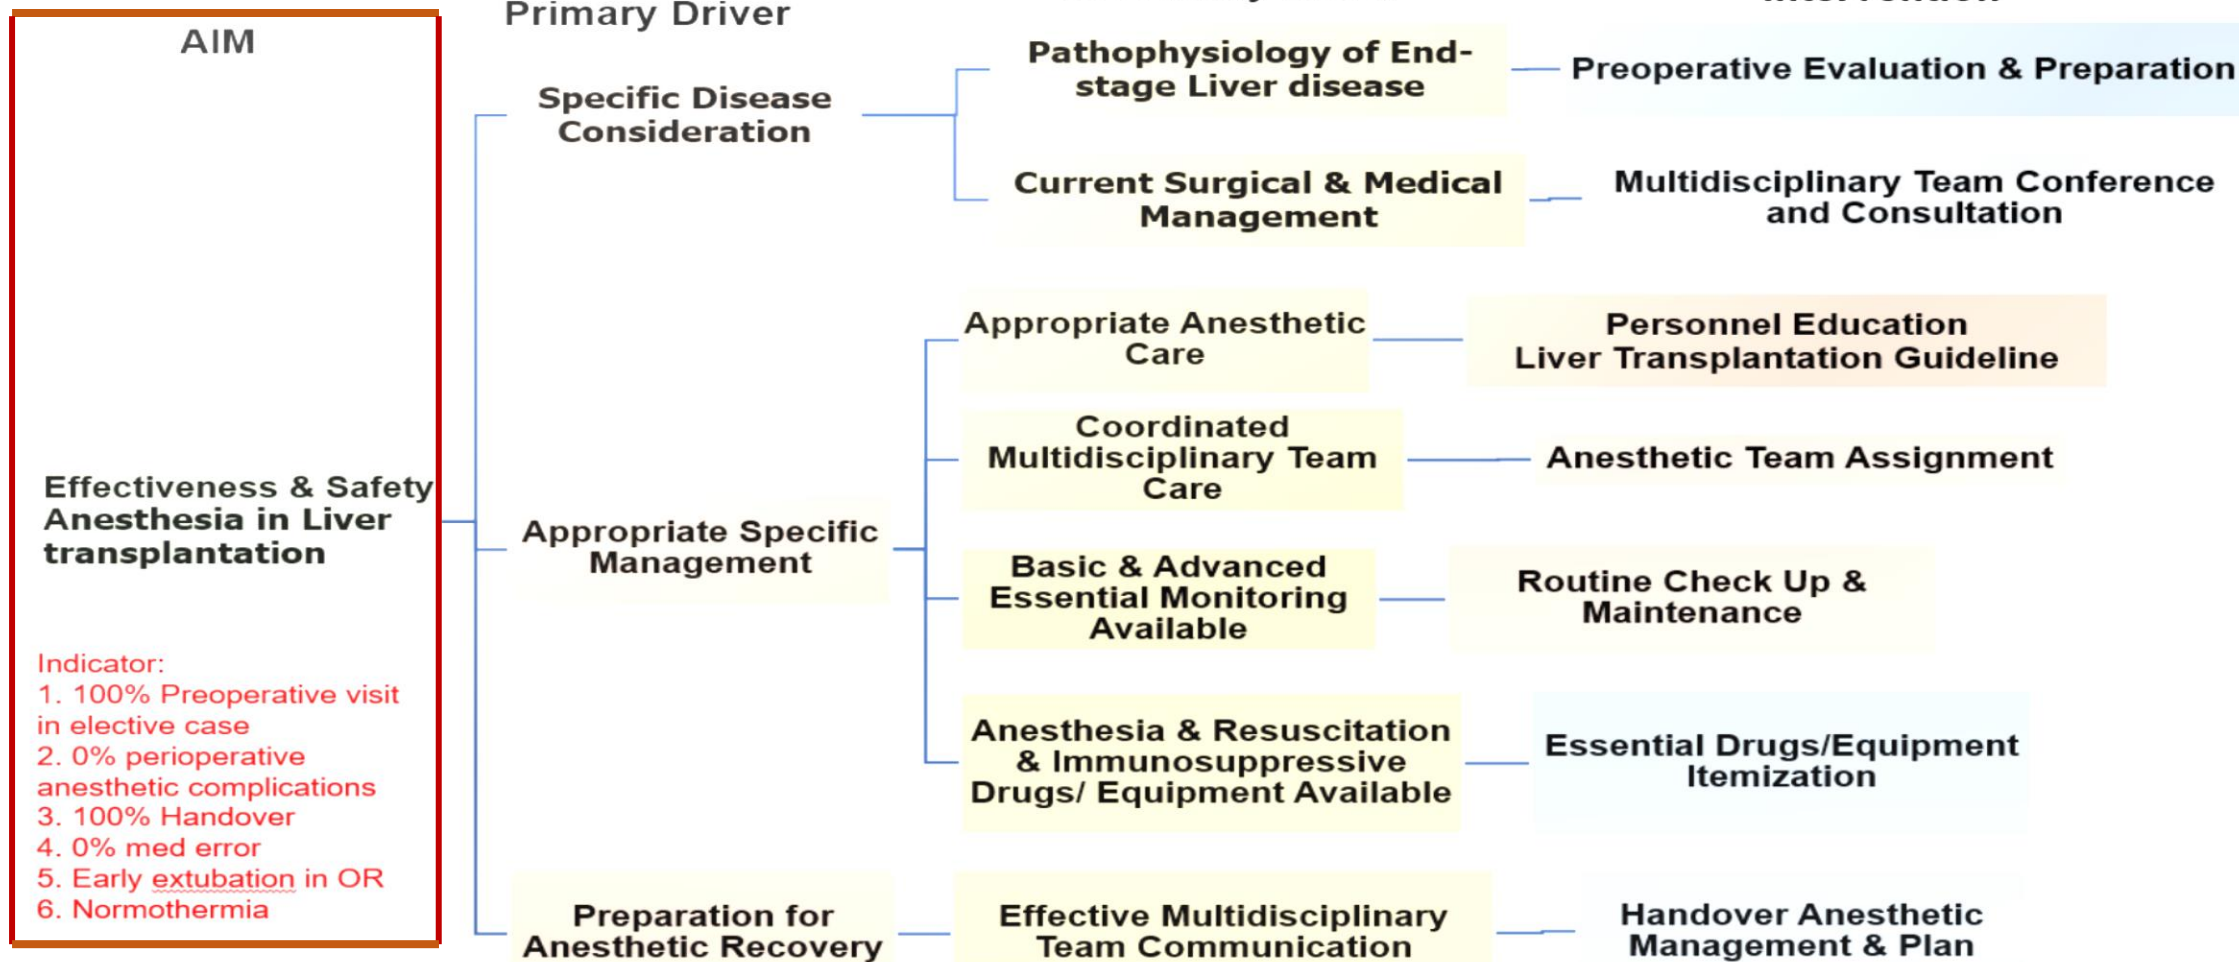 AIM
Primary Driver
Specific Disease
Consideration
Pathophysiology of End-
stage Liver disease
Preoperative Evaluation & Preparation
Current Surgical & Medical
Management
Multidisciplinary Team Conference
and Consultation
Effectiveness & Safety
Anesthesia in Liver
transplantation
Appropriate Specific
Management
Appropriate Anesthetic
Care
Personnel Education
Liver Transplantation Guideline
Coordinated
Multidisciplinary Team
Care
Anesthetic Team Assignment
Basic & Advanced
Essential Monitoring
Available
Routine Check Up &
Maintenance
Anesthesia & Resuscitation
& Immunosuppressive
Drugs/ Equipment Available
Essential Drugs/Equipment
Itemization
Indicator:
1. 100% Preoperative visit
in elective case
2. 0% perioperative
anesthetic complications
3. 100% Handover
4. 0% med error
5. Early extubation in OR
6. Normothermia
Preparation for
Anesthetic Recovery
Effective Multidisciplinary
Team Communication
Handover Anesthetic
Management & Plan